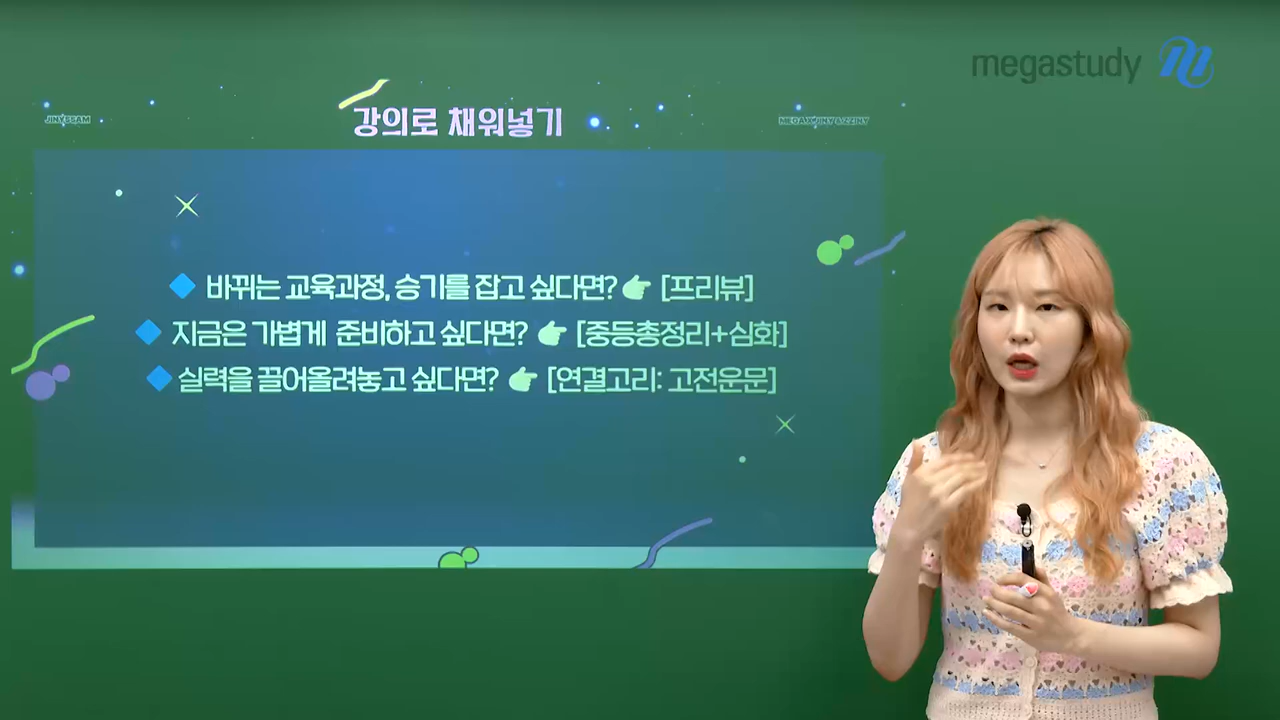 megastudy
JINYSSAM
강의로 채워넣기
바뀌는 교육과정, 승기를 잡고 싶다면? [프리뷰]
지금은 가볍게 준비하고 싶다면? [중등총정리+심화]
실력을 끌어올려놓고 싶다면? [연결고리: 고전운문]